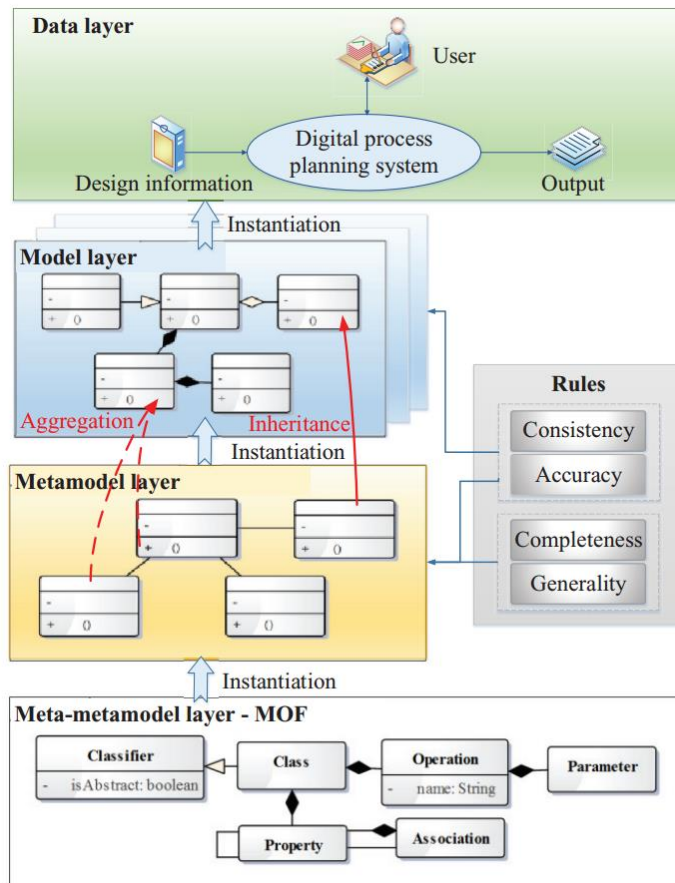 Data layer
User
Digital process
planning system
Design information
Output
Instantiation
Model layer
-
-
-
+ ()
+ ()
+ ()
-
-
+ ()
+ ()
Aggregation
Inheritance
Instantiation
Rules
Consistency
Accuracy
Completeness
Generality
Metamodel layer
-
-
+ ()
+ ()
-
-
+ ()
+ ()
Instantiation
Meta-metamodel layer - MOF
Classifier
- isAbstract: boolean
Class
Operation
- name: String
Parameter
Property
Association